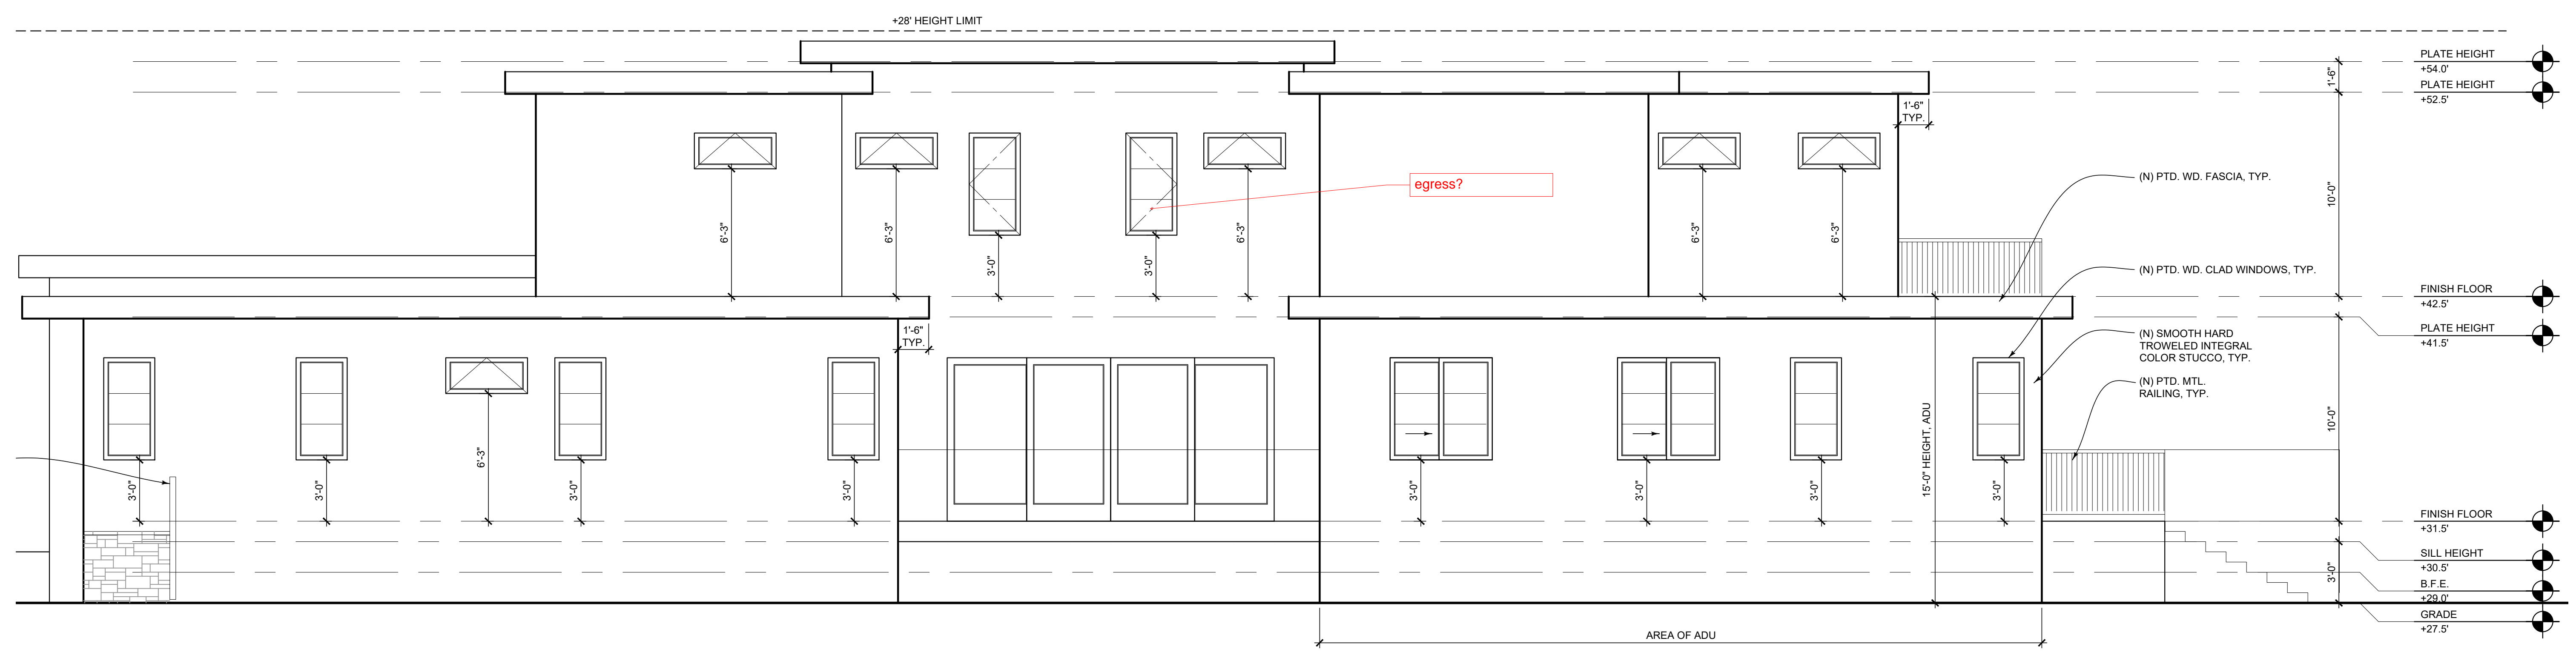 +28' HEIGHT LIMIT
PLATE HEIGHT
+54.0'
1'-6"
PLATE HEIGHT
+52.5'
1'-6"
TYP.
egress?
(N) PTD. WD. FASCIA, TYP.
10'-0"
6'-3"
6'-3"
3'-0"
3'-0"
6'-3"
6'-3"
6'-3"
(N) PTD. WD. CLAD WINDOWS, TYP.
FINISH FLOOR
+42.5'
1'-6"
TYP.
(N) SMOOTH HARD
TROWELED INTEGRAL
COLOR STUCCO, TYP.
PLATE HEIGHT
+41.5'
(N) PTD. MTL.
RAILING, TYP.
10'-0"
15'-0" HEIGHT, ADU
3'-0"
3'-0"
6'-3"
3'-0"
3'-0"
3'-0"
3'-0"
3'-0"
3'-0"
FINISH FLOOR
+31.5'
SILL HEIGHT
+30.5'
3'-0"
B.F.E.
+29.0'
GRADE
+27.5'
AREA OF ADU